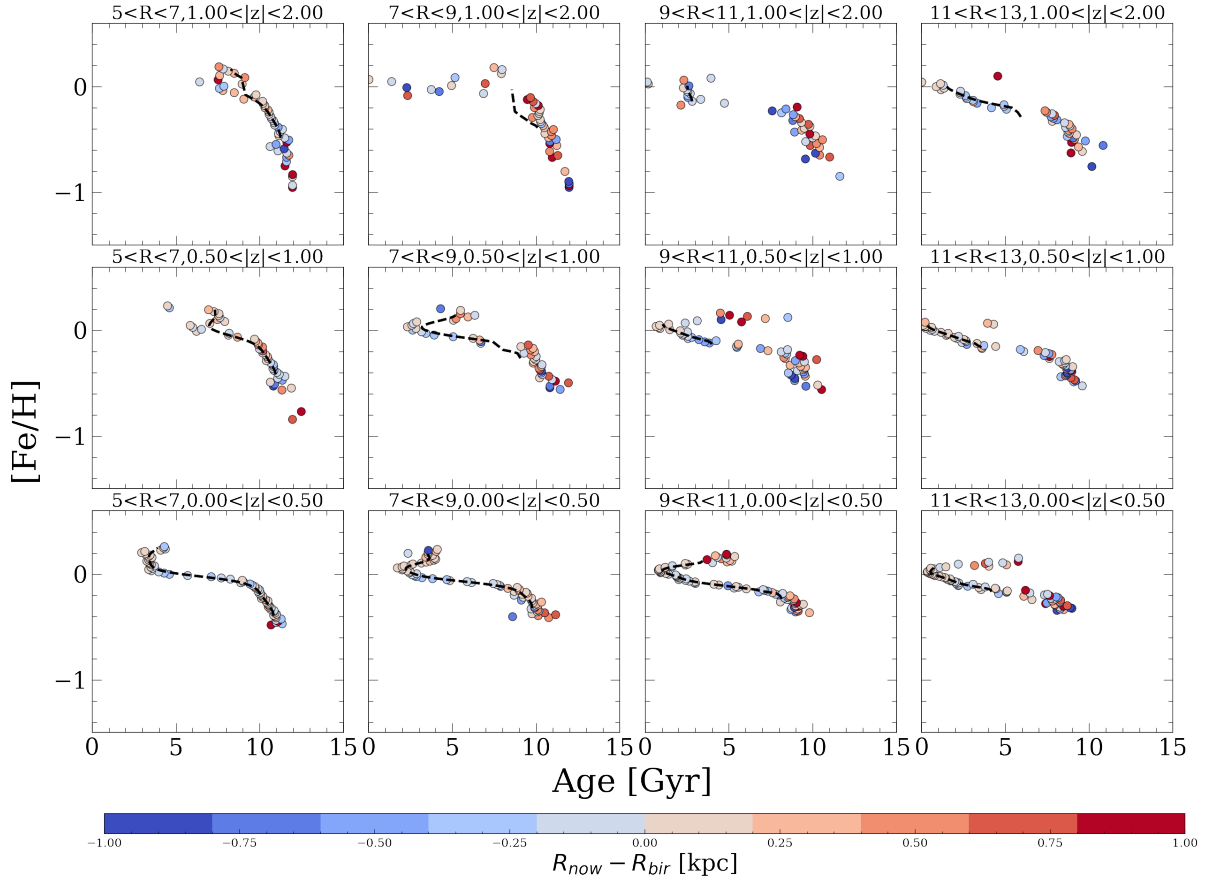 5<R<7,1.00<|z|<2.00 7<R<9,1.00<|z|<2.00 9<R<11,1.00<|z|<2.00 11<R<13,1.00<|z|<2.00
0
−1
5<R<7,0.50<|z|<1.00 7<R<9,0.50<|z|<1.00 9<R<11,0.50<|z|<1.00 11<R<13,0.50<|z|<1.00
0
−1
[Fe/H]
5<R<7,0.00<|z|<0.50 7<R<9,0.00<|z|<0.50 9<R<11,0.00<|z|<0.50 11<R<13,0.00<|z|<0.50
0
−1
0 5 10 15 0 5 10 15 0 5 10 15 0 5 10 15
Age [Gyr]
−1.00 −0.75 −0.50 −0.25 0.00 0.25 0.50 0.75 1.00
R_now − R_bir [kpc]